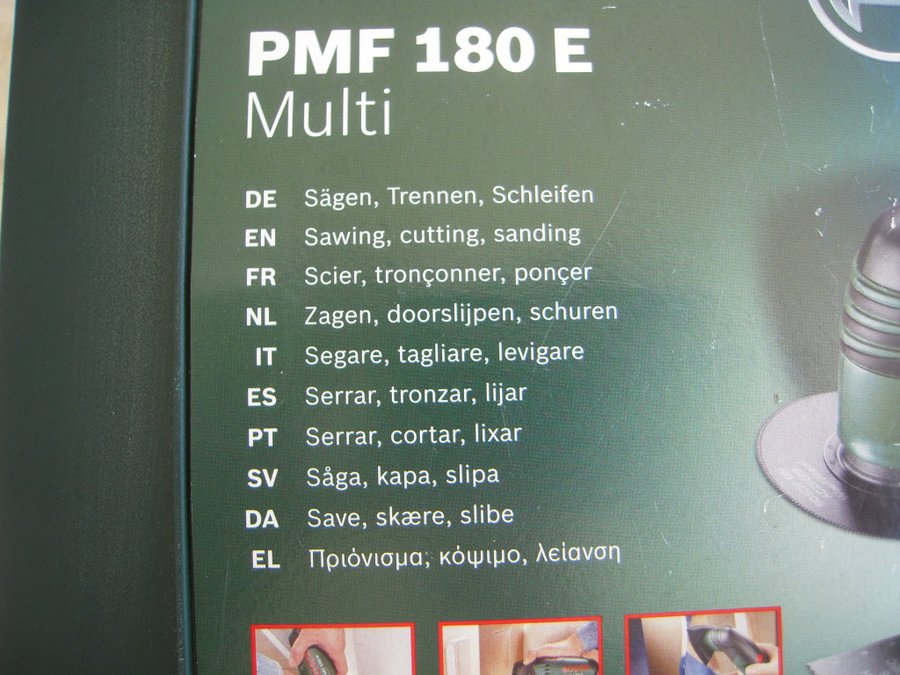 PMF 180 E
Multi
DE Sägen, Trennen, Schleifen
EN Sawing, cutting, sanding
FR Scier, tronçonner, ponçer
NL Zagen, doorslijpen, schuren
IT Segare, tagliare, levigare
ES Serrar, tronzar, lijar
PT Serrar, cortar, lixar
SV Såga, kapa, slipa
DA Save, skære, slibe
EL Πριόνισμα, κόψιμο, λείανση
BOSCH